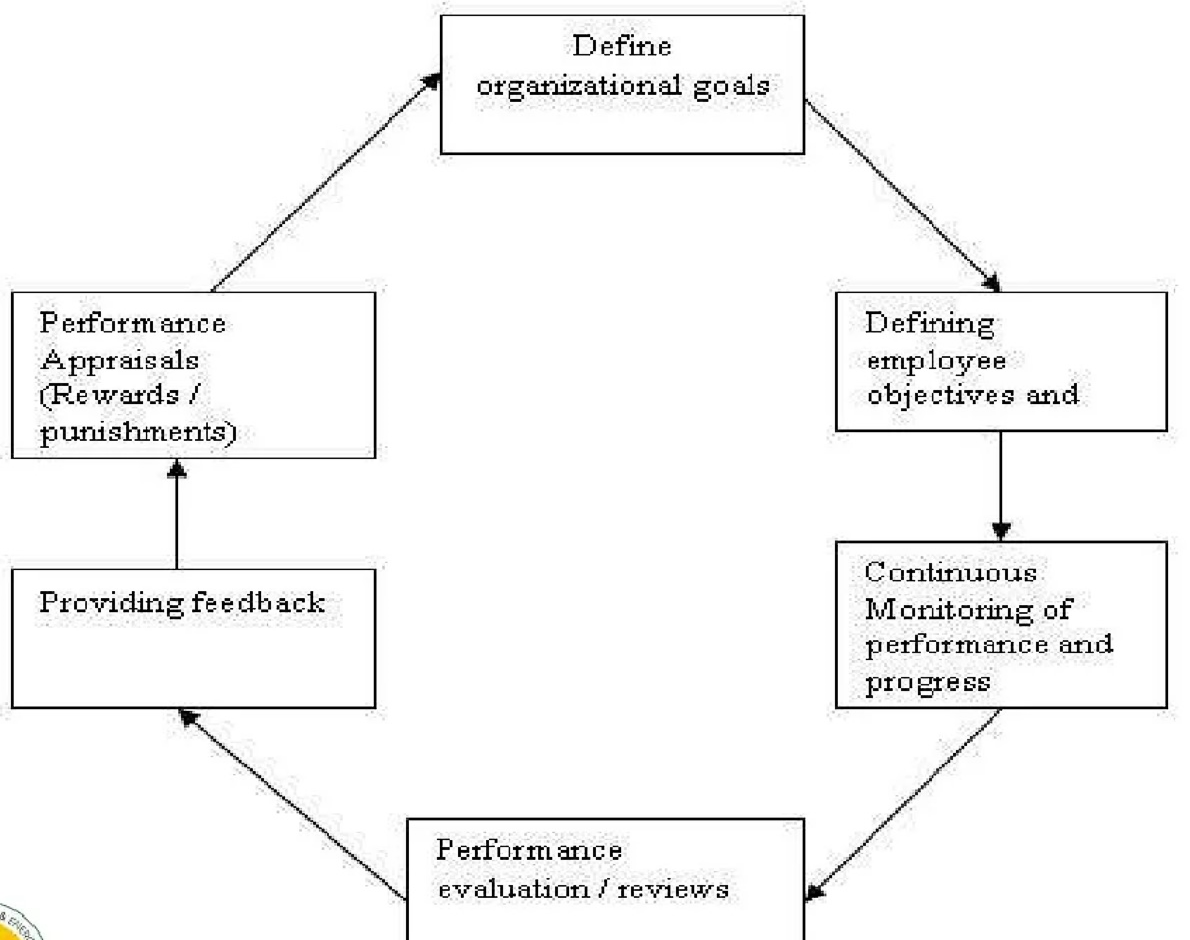 Define
organizational goals
Defining
employee
objectives and
Continuous
Monitoring of
performance and
progress
Performance
evaluation / reviews
Providing feedback
Performance
Appraisals
(Rewards /
punishments)
& ENERG